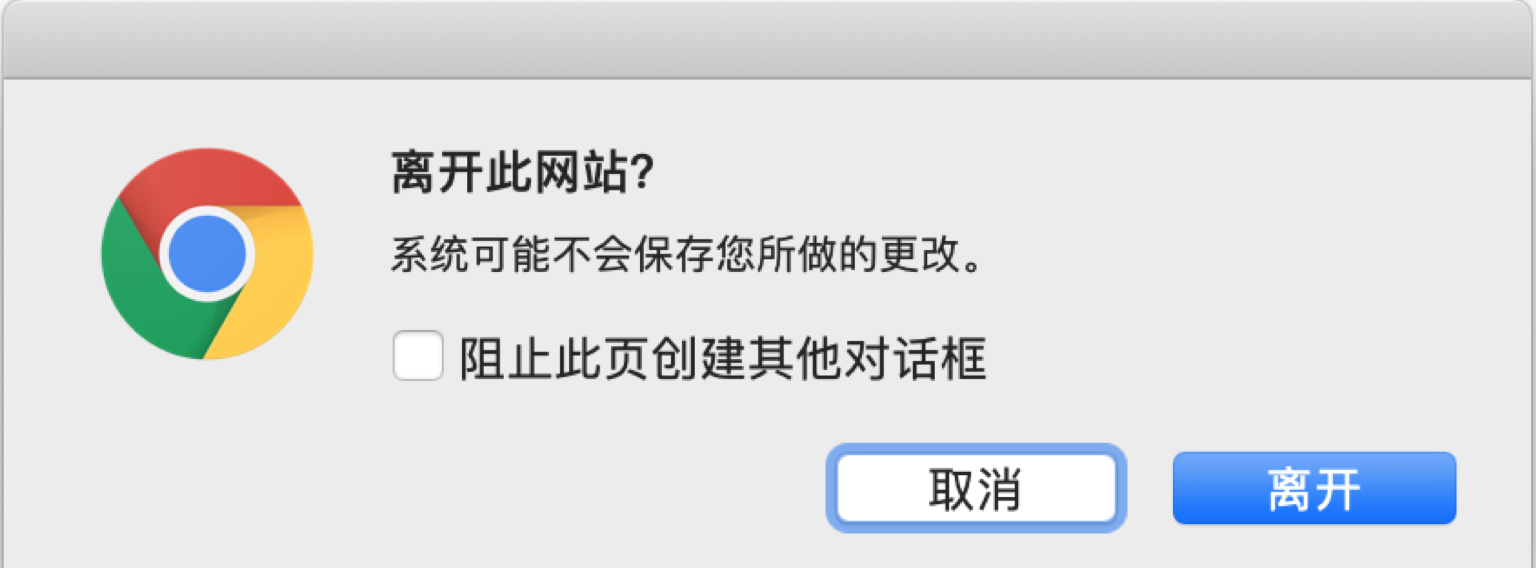 离开此网站?
系统可能不会保存您所做的更改。
阻止此页创建其他对话框
取消
离开